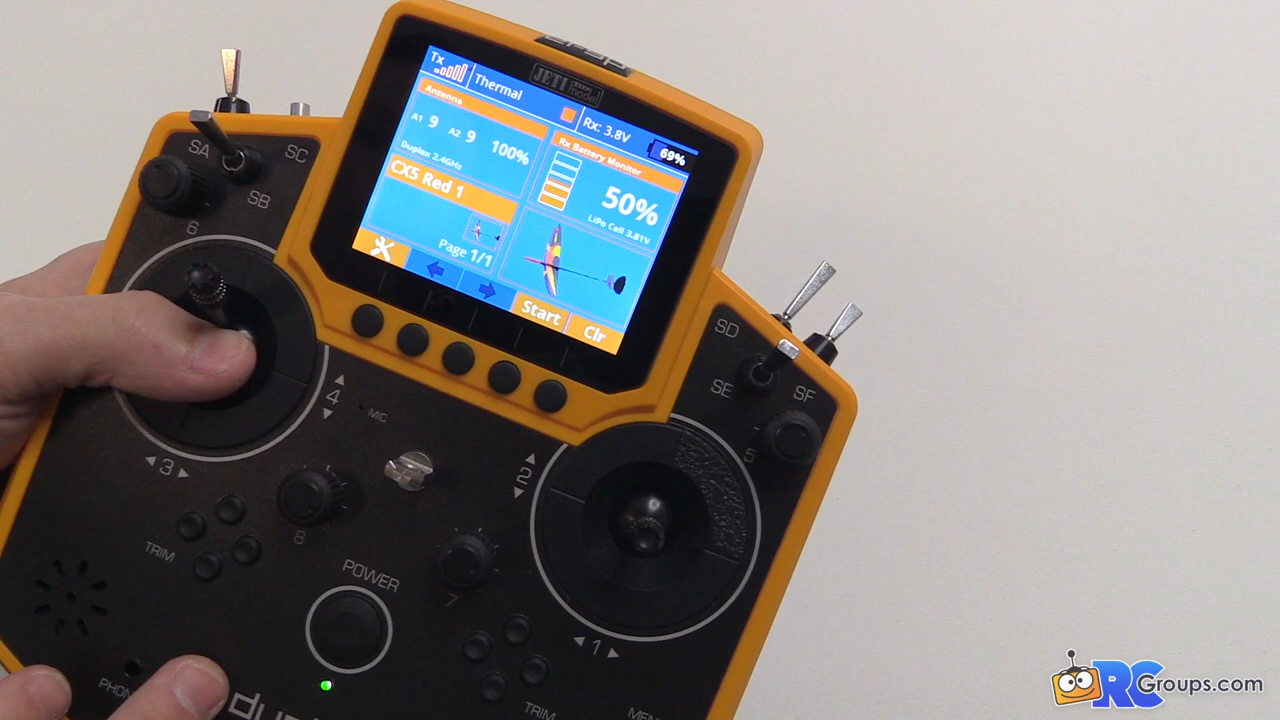 JETI model
Tx
Thermal
Rx: 3.8V
69%
Antenna
A1 9 A2 9 100%
Duplex 2.4GHz
Rx Battery Monitor
50%
LiPo Cell 3.81V
CX5 Red 1
Page 1/1
Start
Clr
SA
SC
SB
6
SD
SE
SF
5
4
MIC
3
2
8
TRIM
POWER
7
1
TRIM
RCGroups.com